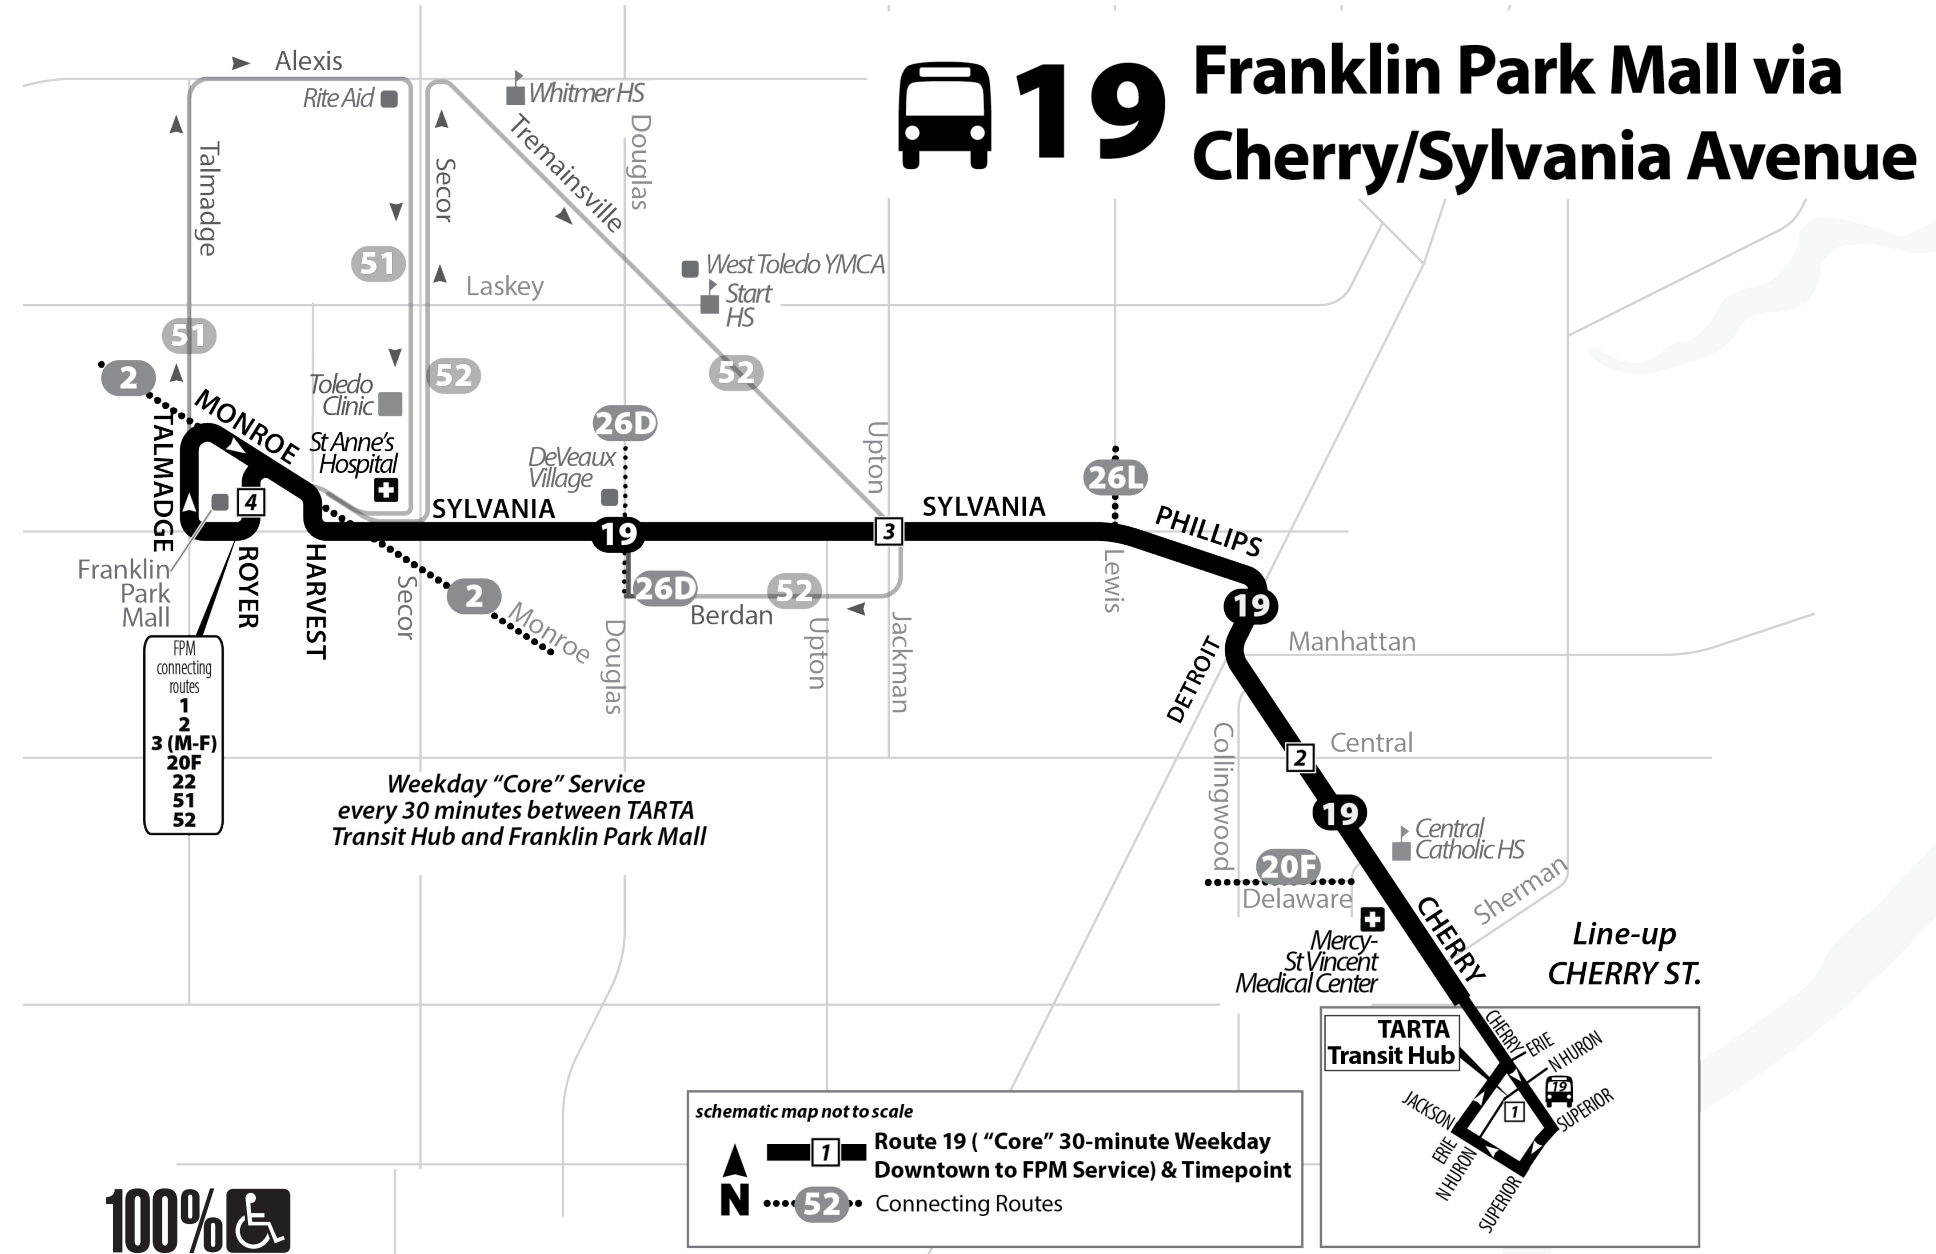 19
Franklin Park Mall via
Cherry/Sylvania Avenue
Alexis
Rite Aid
Whitmer HS
Talmadge
Secor
Tremainsville
Douglas
51
Laskey
West Toledo YMCA
Start
HS
51
2
52
52
Toledo
Clinic
MONROE
TALMADGE
St Anne's
Hospital
26D
DeVeaux
Village
Upton
26L
4
SYLVANIA
19
3
SYLVANIA
PHILLIPS
Franklin
Park
Mall
ROYER
HARVEST
Secor
2
Monroe
26D
52
Berdan
Douglas
Upton
Jackman
Lewis
19
Manhattan
DETROIT
FPM
connecting
routes
1
2
3 (M-F)
20F
22
51
52
Collingwood
2
Central
Weekday “Core” Service
every 30 minutes between TARTA
Transit Hub and Franklin Park Mall
19
Central
Catholic HS
20F
Delaware
Sherman
CHERRY
Mercy-
St Vincent
Medical Center
Line-up
CHERRY ST.
TARTA
Transit Hub
CHERRY
ERIE
N HURON
19
1
JACKSON
SUPERIOR
ERIE
N HURON
SUPERIOR
schematic map not to scale
1
Route 19 ( “Core” 30-minute Weekday
Downtown to FPM Service) & Timepoint
N
52
Connecting Routes
100%